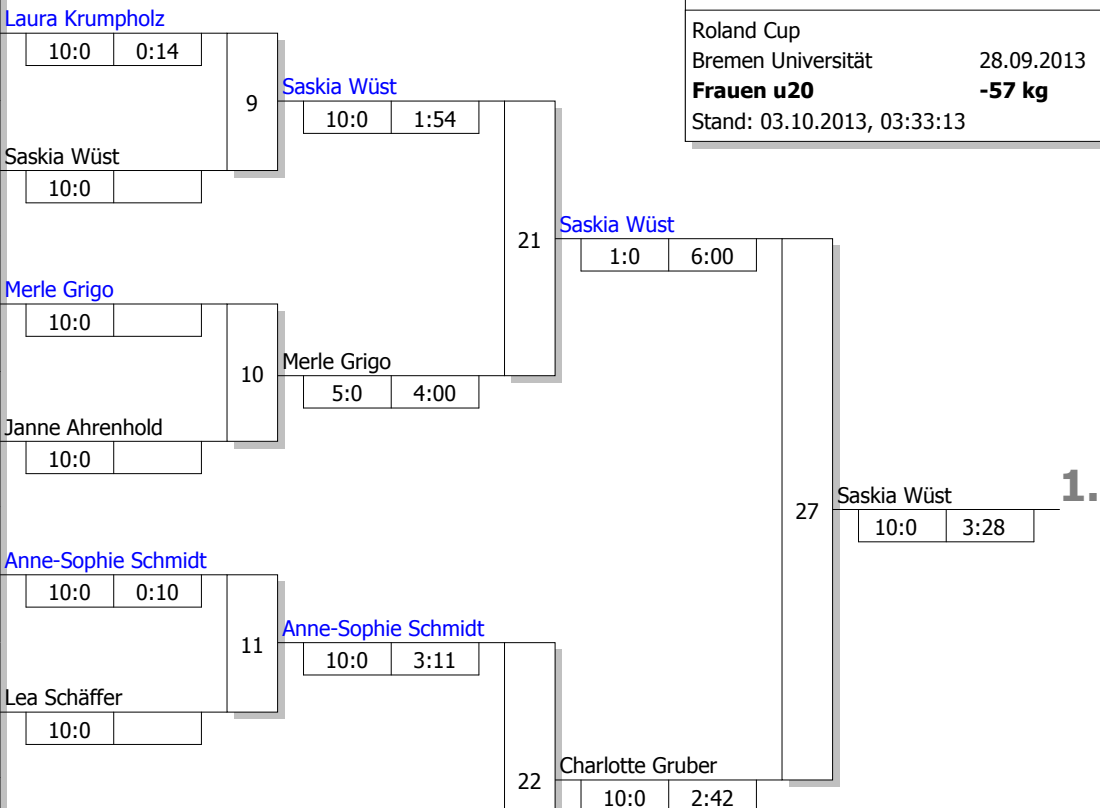 Laura Krumpholz
10:0 0:14
Roland Cup
Bremen Universität 28.09.2013
Frauen u20 -57 kg
Stand: 03.10.2013, 03:33:13
9
Saskia Wüst
10:0 1:54
Saskia Wüst
10:0
21
Saskia Wüst
1:0 6:00
Merle Grigo
10:0
10
Merle Grigo
5:0 4:00
Janne Ahrenhold
10:0
27
Saskia Wüst 1.
10:0 3:28
Anne-Sophie Schmidt
10:0 0:10
11
Anne-Sophie Schmidt
10:0 3:11
Lea Schäffer
10:0
22
Charlotte Gruber
10:0 2:42